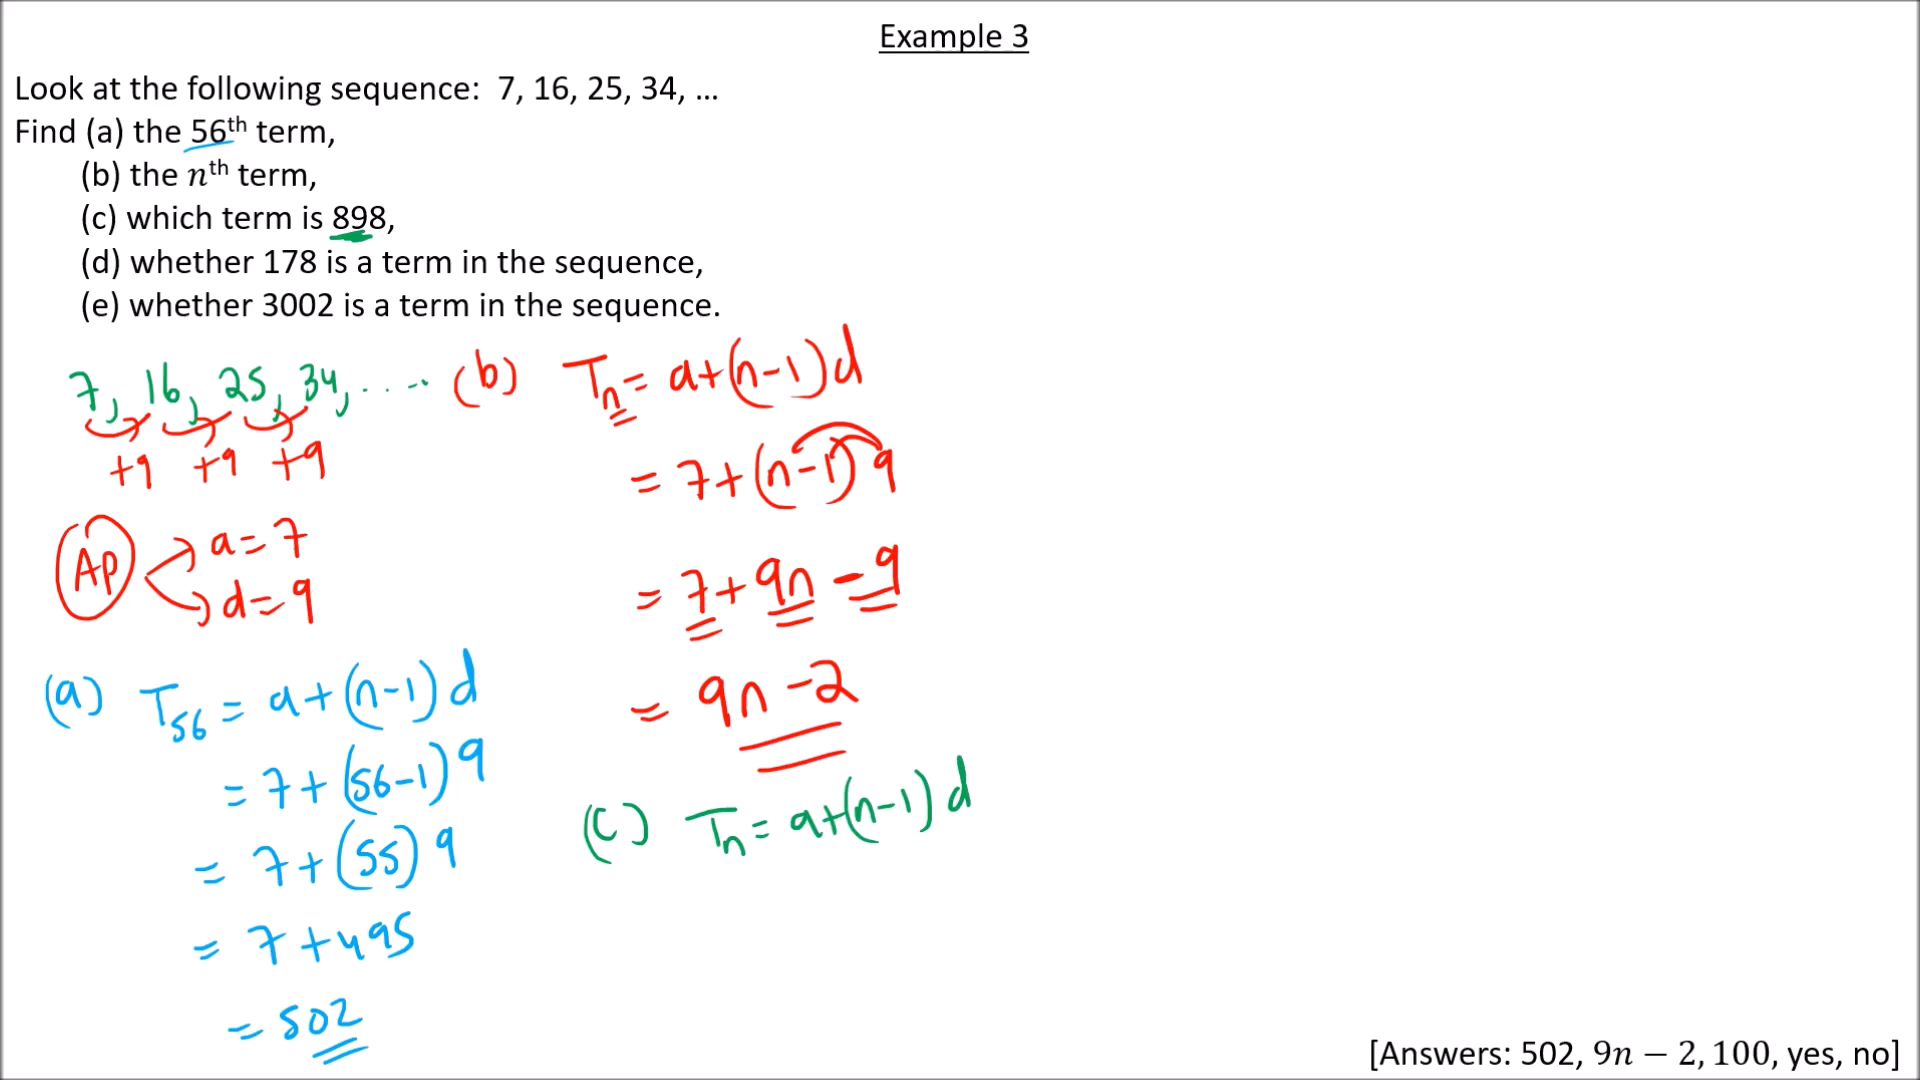 Example 3
Look at the following sequence: 7, 16, 25, 34, ...
Find (a) the 56th term,
(b) the nth term,
(c) which term is 898,
(d) whether 178 is a term in the sequence,
(e) whether 3002 is a term in the sequence.
7, 16, 25, 34, .....
+9 +9 +9
AP
a=7
d=9
(a) T56 = a+(n-1)d
= 7+(56-1)9
= 7+(55)9
= 7+495
= 502
(b) Tn = a+(n-1)d
= 7+(n-1)9
= 7+9n-9
= 9n-2
(c) Tn = a+(n-1)d
[Answers: 502, 9n − 2, 100, yes, no]